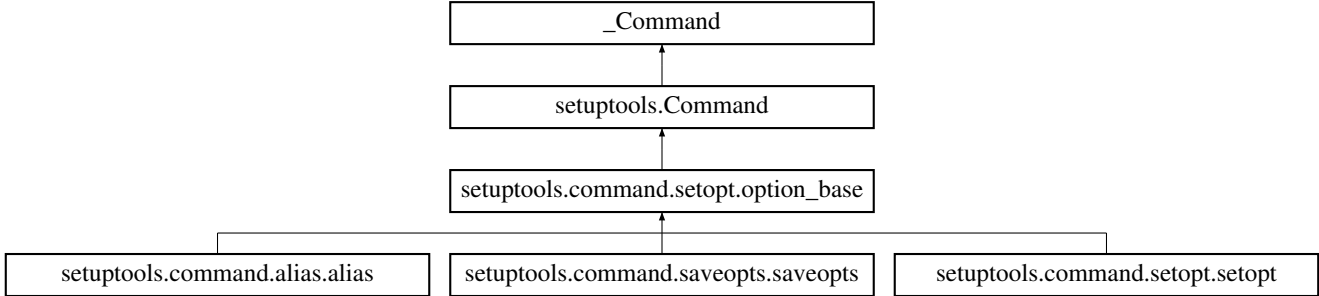 _Command
setuptools.Command
setuptools.command.setopt.option_base
setuptools.command.alias.alias
setuptools.command.saveopts.saveopts
setuptools.command.setopt.setopt